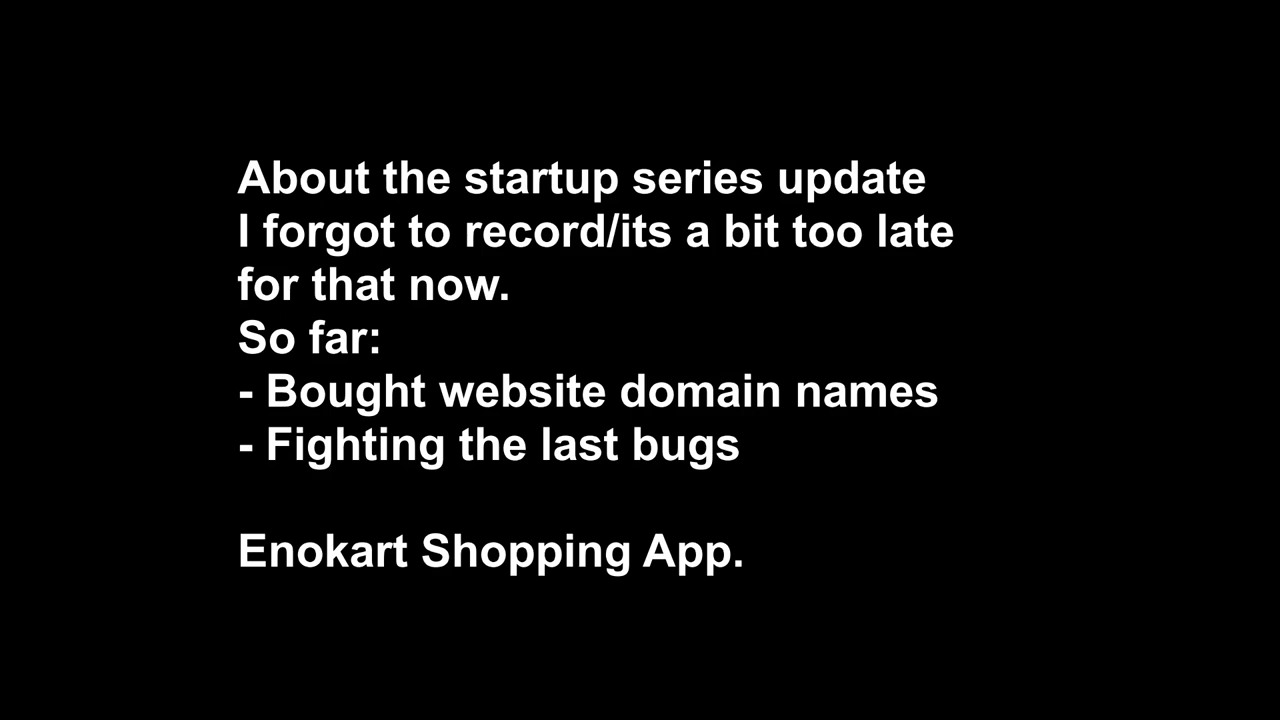 About the startup series update
I forgot to record/its a bit too late
for that now.
So far:
- Bought website domain names
- Fighting the last bugs
Enokart Shopping App.